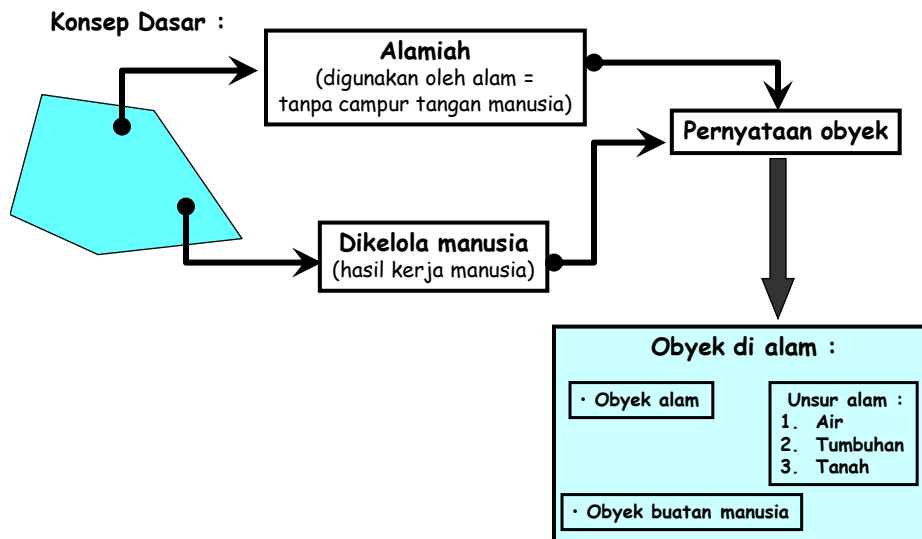 Konsep Dasar :
Alamiah
(digunakan oleh alam =
tanpa campur tangan manusia)
Pernyataan obyek
Dikelola manusia
(hasil kerja manusia)
Obyek di alam :
· Obyek alam
Unsur alam :
1. Air
2. Tumbuhan
3. Tanah
· Obyek buatan manusia